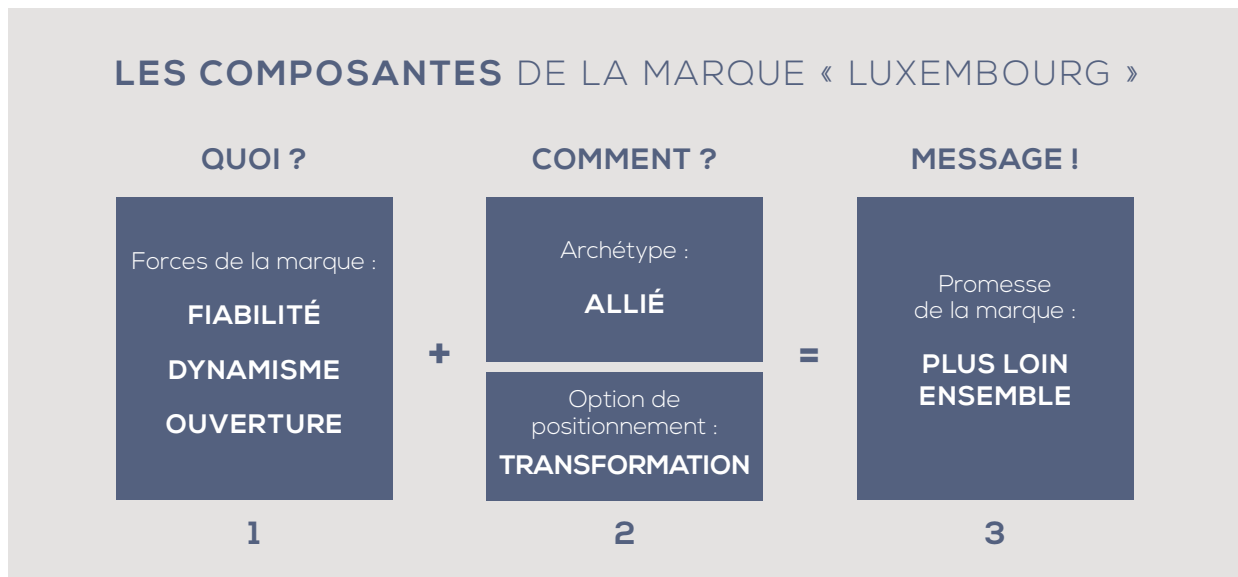 LES COMPOSANTES DE LA MARQUE « LUXEMBOURG »
QUOI ?
Forces de la marque :
FIABILITÉ
DYNAMISME
OUVERTURE
1
+
COMMENT ?
Archétype :
ALLIÉ
Option de
positionnement :
TRANSFORMATION
2
=
MESSAGE !
Promesse
de la marque :
PLUS LOIN
ENSEMBLE
3